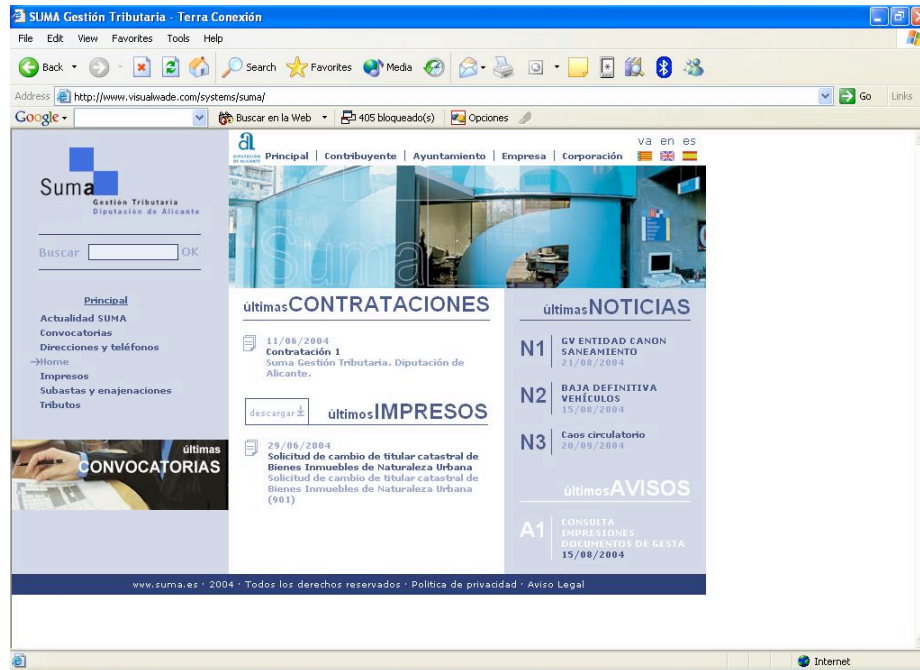 SUMA Gestión Tributaria - Terra Conexión
File Edit View Favorites Tools Help
Back Search Favorites Media
Address http://www.visualwade.com/systems/suma/ Go Links
Google Buscar en la Web 405 bloqueado(s) Opciones
Suma
Gestión Tributaria
Diputación de Alicante
Buscar OK
Principal
Actualidad SUMA
Convocatorias
Direcciones y teléfonos
Home
Impresos
Subastas y enajenaciones
Tributos
últimas
CONVOCATORIAS
va en es
DIPUTACIÓN
DE ALICANTE
Principal | Contribuyente | Ayuntamiento | Empresa | Corporación
Suma
últimasCONTRATACIONES
11/06/2004
Contratación 1
Suma Gestión Tributaria. Diputación de
Alicante.
descargar
últimosIMPRESOS
29/06/2004
Solicitud de cambio de titular catastral de
Bienes Inmuebles de Naturaleza Urbana
Solicitud de cambio de titular catastral de
Bienes Inmuebles de Naturaleza Urbana
(901)
últimasNOTICIAS
N1 GV ENTIDAD CANON
SANEAMIENTO
21/08/2004
N2 BAJA DEFINITIVA
VEHÍCULOS
15/08/2004
N3 Caos circulatorio
20/09/2004
últimosAVISOS
A1 CONSULTA
IMPRESIONES
DOCUMENTOS DE GESTA
15/08/2004
www.suma.es · 2004 · Todos los derechos reservados · Politica de privacidad · Aviso Legal
Internet